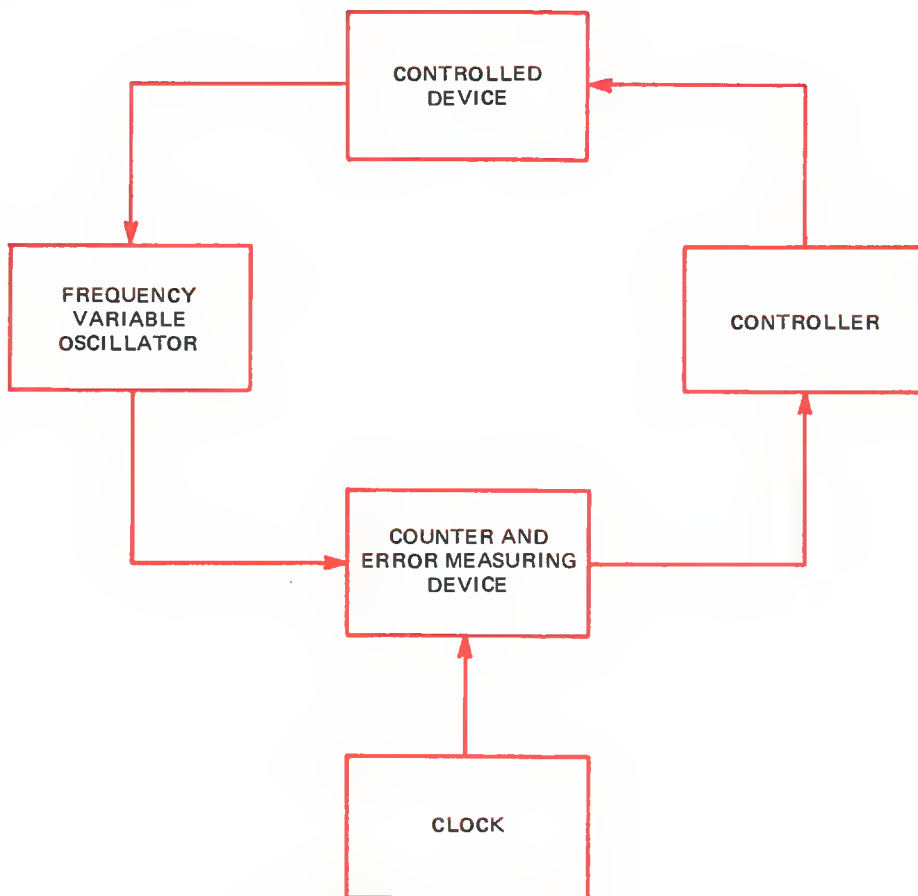 CONTROLLED
DEVICE
FREQUENCY
VARIABLE
OSCILLATOR
CONTROLLER
COUNTER AND
ERROR MEASURING
DEVICE
CLOCK